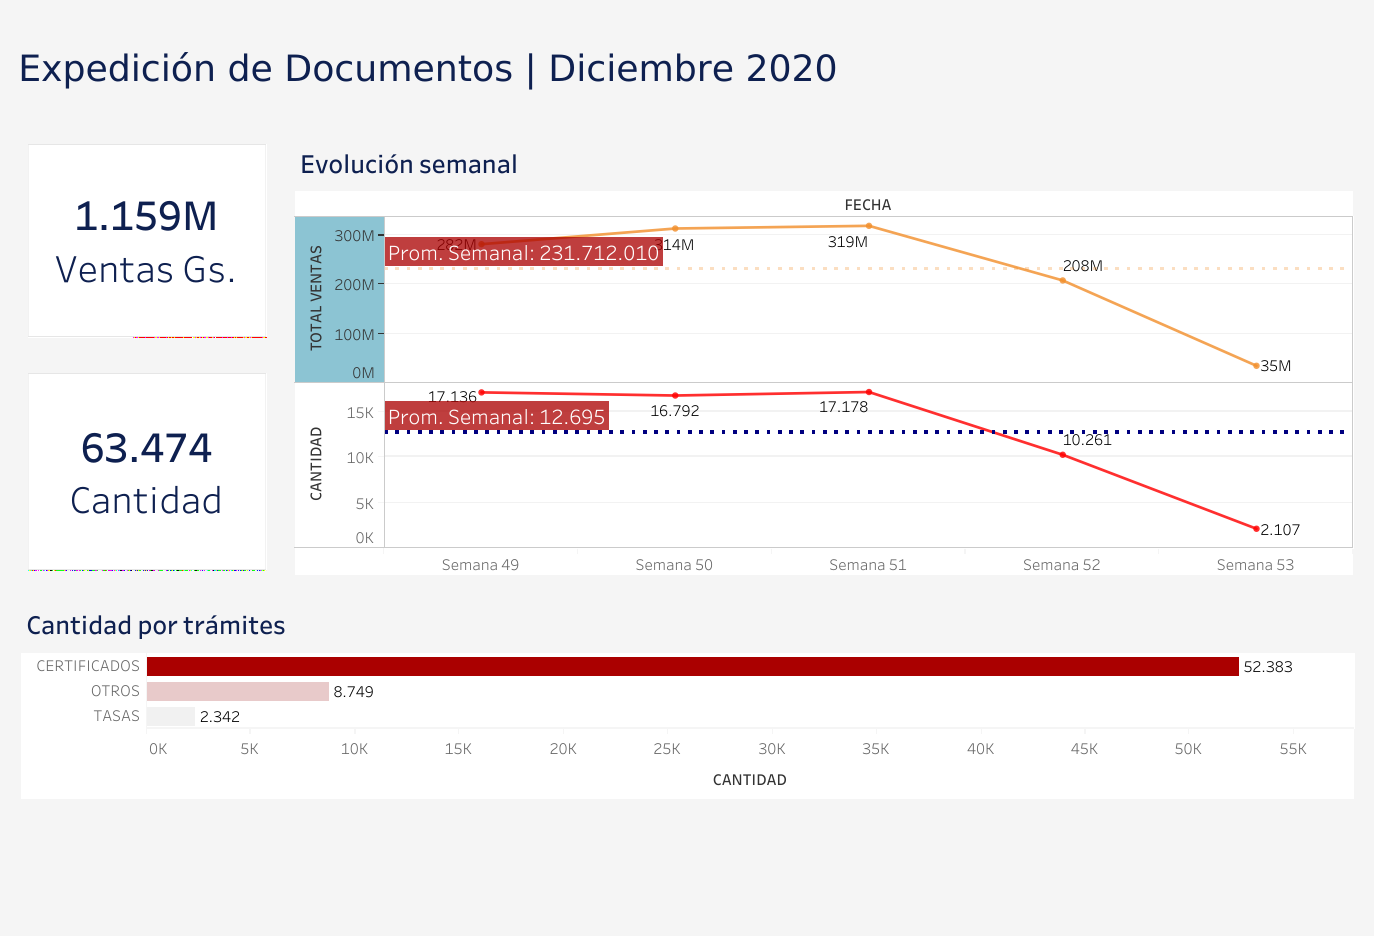 Expedición de Documentos | Diciembre 2020
1.159M
Ventas Gs.
63.474
Cantidad
Evolución semanal
FECHA
TOTAL VENTAS
300M
200M
100M
0M
282M
314M
319M
208M
35M
Prom. Semanal: 231.712.010
CANTIDAD
15K
10K
5K
0K
17.136
16.792
17.178
10.261
2.107
Prom. Semanal: 12.695
Semana 49
Semana 50
Semana 51
Semana 52
Semana 53
Cantidad por trámites
CERTIFICADOS 52.383
OTROS 8.749
TASAS 2.342
0K 5K 10K 15K 20K 25K 30K 35K 40K 45K 50K 55K
CANTIDAD